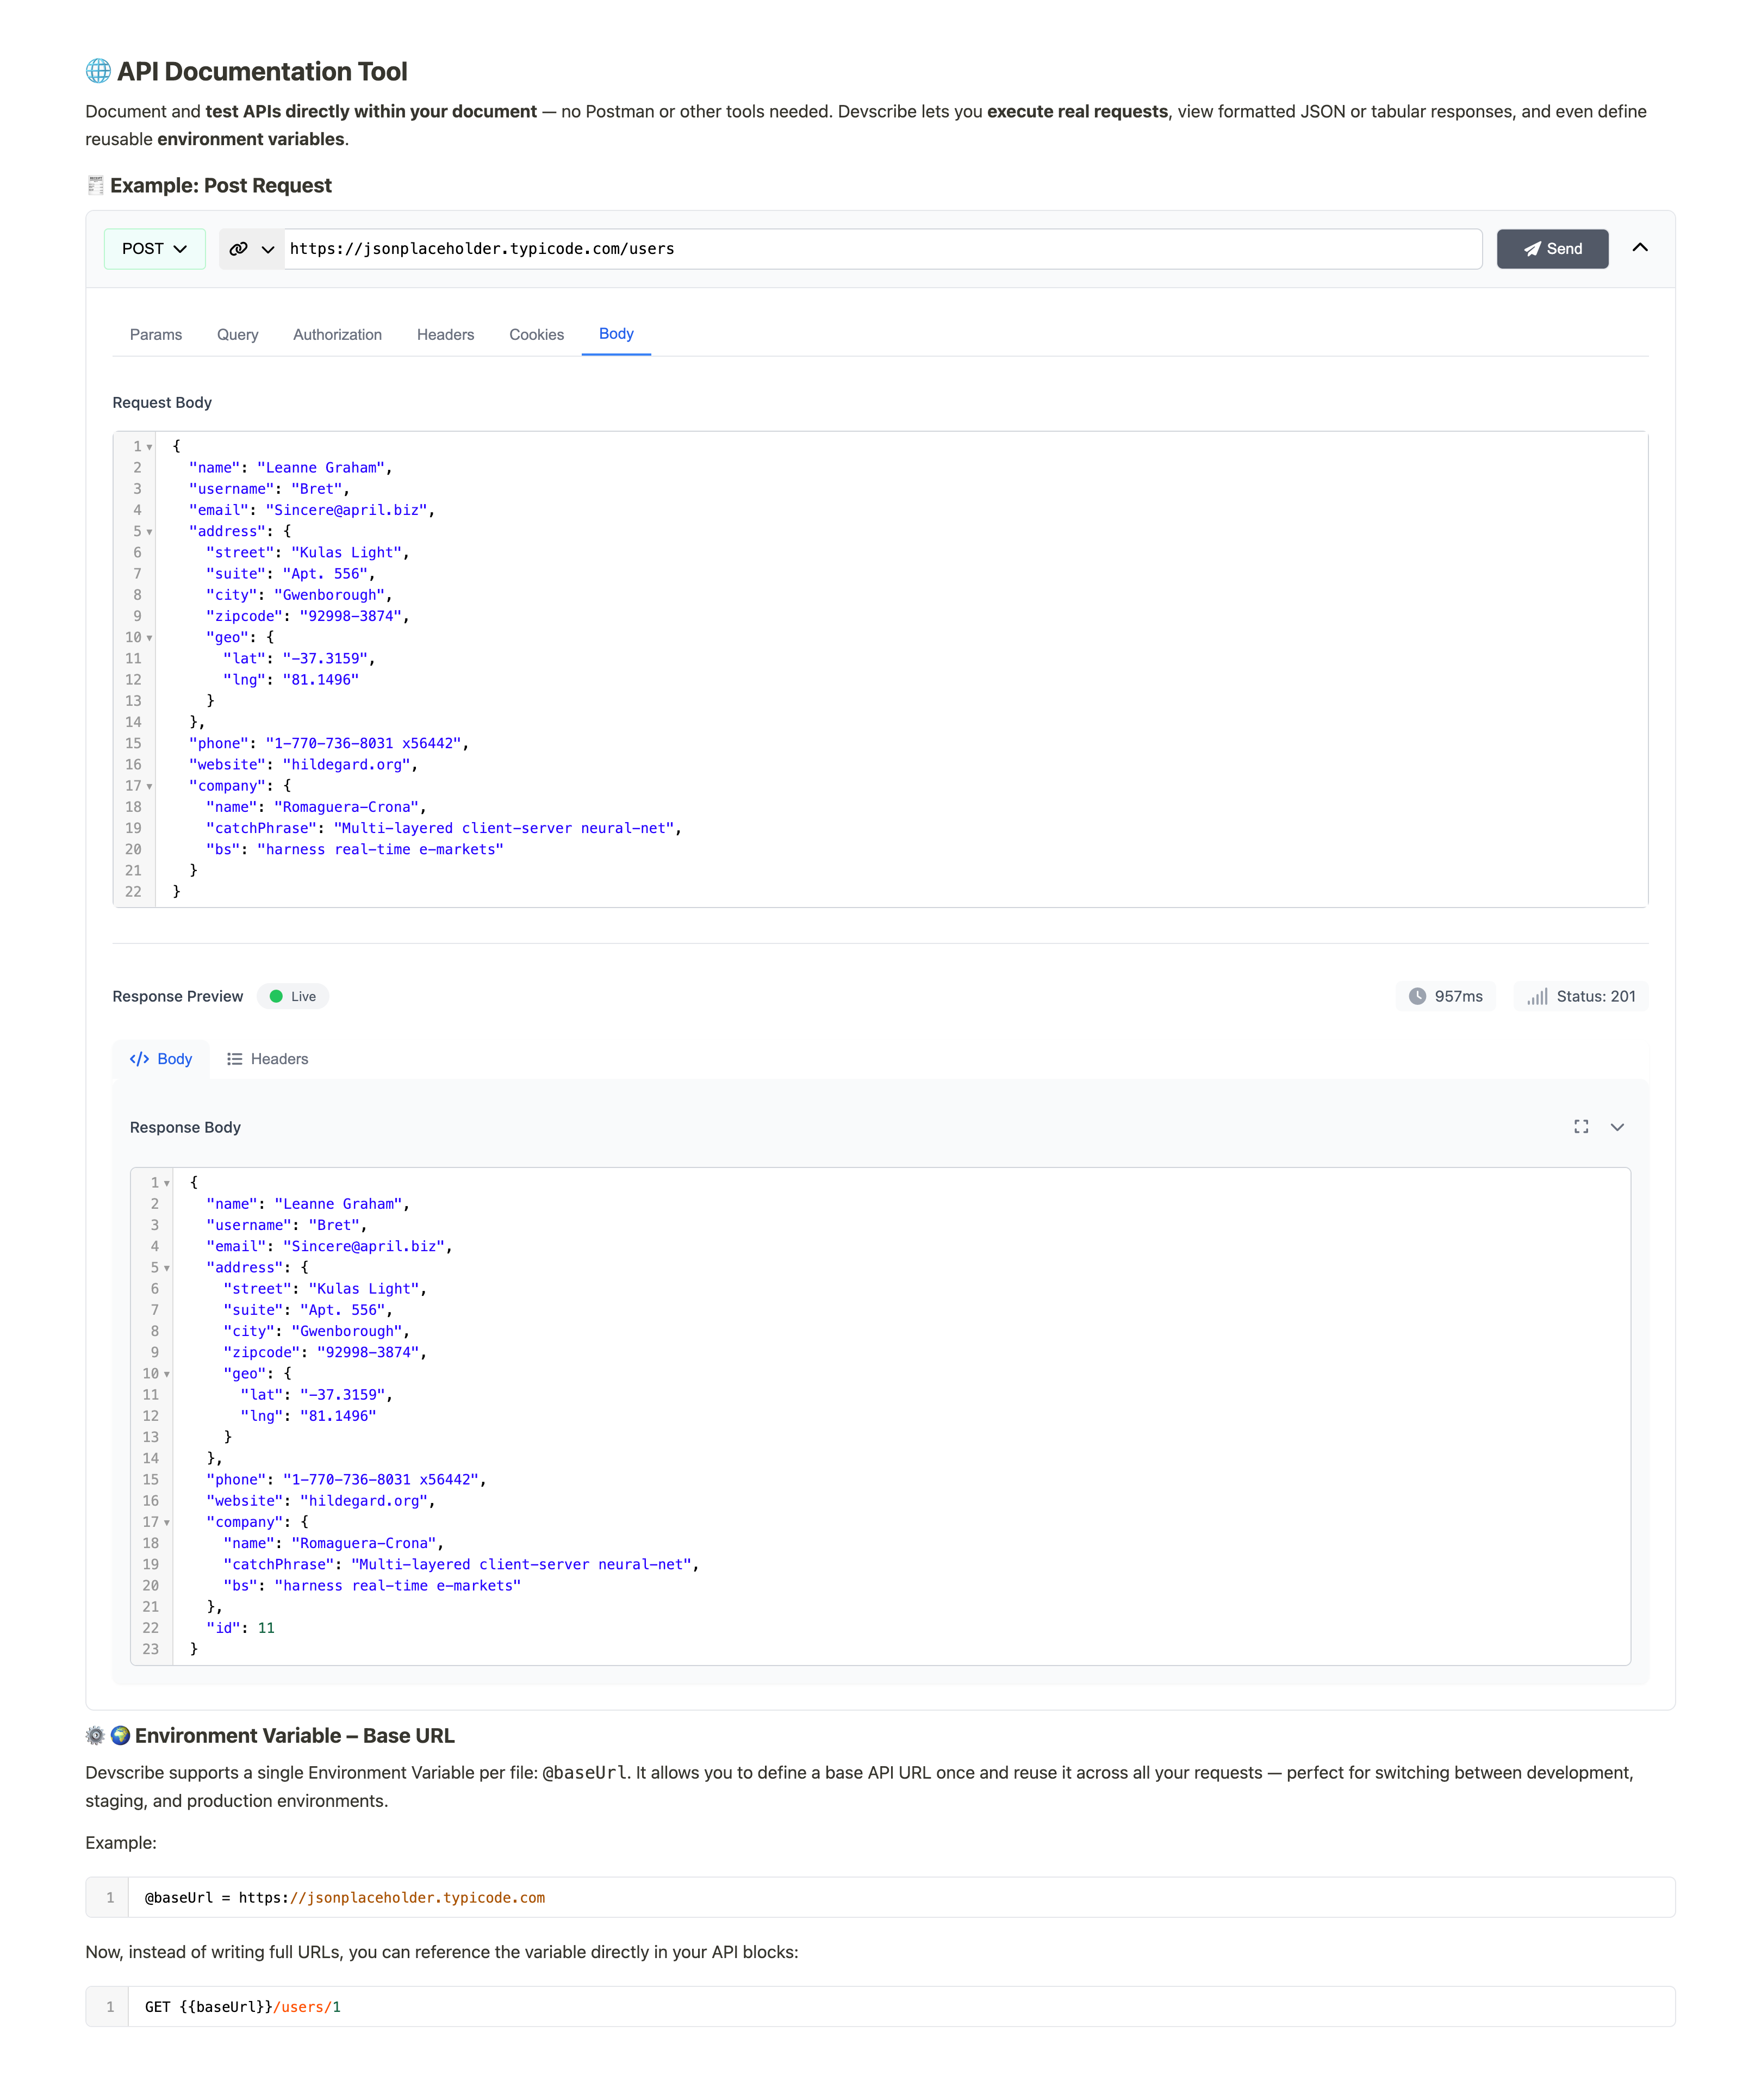 🌐 API Documentation Tool
Document and test APIs directly within your document — no Postman or other tools needed. Devscribe lets you execute real requests, view formatted JSON or tabular responses, and even define
reusable environment variables.
🧾 Example: Post Request
POST https://jsonplaceholder.typicode.com/users Send
Params Query Authorization Headers Cookies Body
Request Body
1 {
2   "name": "Leanne Graham",
3   "username": "Bret",
4   "email": "Sincere@april.biz",
5   "address": {
6     "street": "Kulas Light",
7     "suite": "Apt. 556",
8     "city": "Gwenborough",
9     "zipcode": "92998-3874",
10     "geo": {
11       "lat": "-37.3159",
12       "lng": "81.1496"
13     }
14   },
15   "phone": "1-770-736-8031 x56442",
16   "website": "hildegard.org",
17   "company": {
18     "name": "Romaguera-Crona",
19     "catchPhrase": "Multi-layered client-server neural-net",
20     "bs": "harness real-time e-markets"
21   }
22 }
Response Preview Live 957ms Status: 201
</> Body Headers
Response Body
1 {
2   "name": "Leanne Graham",
3   "username": "Bret",
4   "email": "Sincere@april.biz",
5   "address": {
6     "street": "Kulas Light",
7     "suite": "Apt. 556",
8     "city": "Gwenborough",
9     "zipcode": "92998-3874",
10     "geo": {
11       "lat": "-37.3159",
12       "lng": "81.1496"
13     }
14   },
15   "phone": "1-770-736-8031 x56442",
16   "website": "hildegard.org",
17   "company": {
18     "name": "Romaguera-Crona",
19     "catchPhrase": "Multi-layered client-server neural-net",
20     "bs": "harness real-time e-markets"
21   },
22   "id": 11
23 }
⚙️ 🌍 Environment Variable – Base URL
Devscribe supports a single Environment Variable per file: @baseUrl. It allows you to define a base API URL once and reuse it across all your requests — perfect for switching between development,
staging, and production environments.
Example:
1 @baseUrl = https://jsonplaceholder.typicode.com
Now, instead of writing full URLs, you can reference the variable directly in your API blocks:
1 GET {{baseUrl}}/users/1